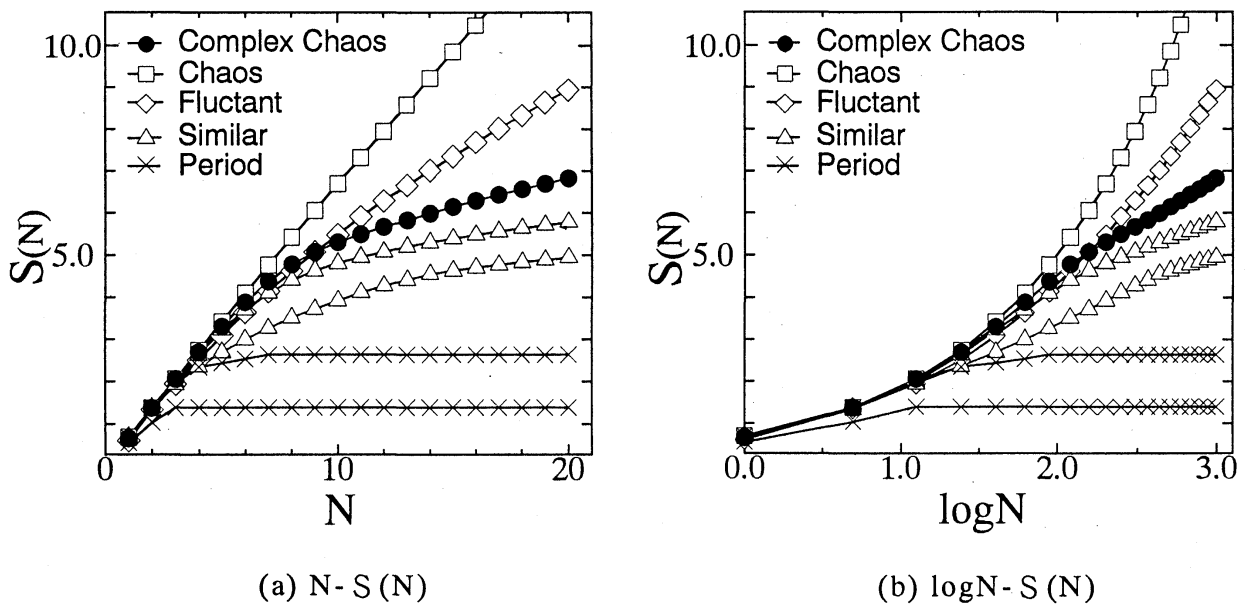 10.0
Complex Chaos
Chaos
Fluctant
Similar
Period
S(N)
5.0
0
10
20
N
(a) N-S(N)
10.0
Complex Chaos
Chaos
Fluctant
Similar
Period
S(N)
5.0
0.0
1.0
2.0
3.0
logN
(b) logN-S(N)